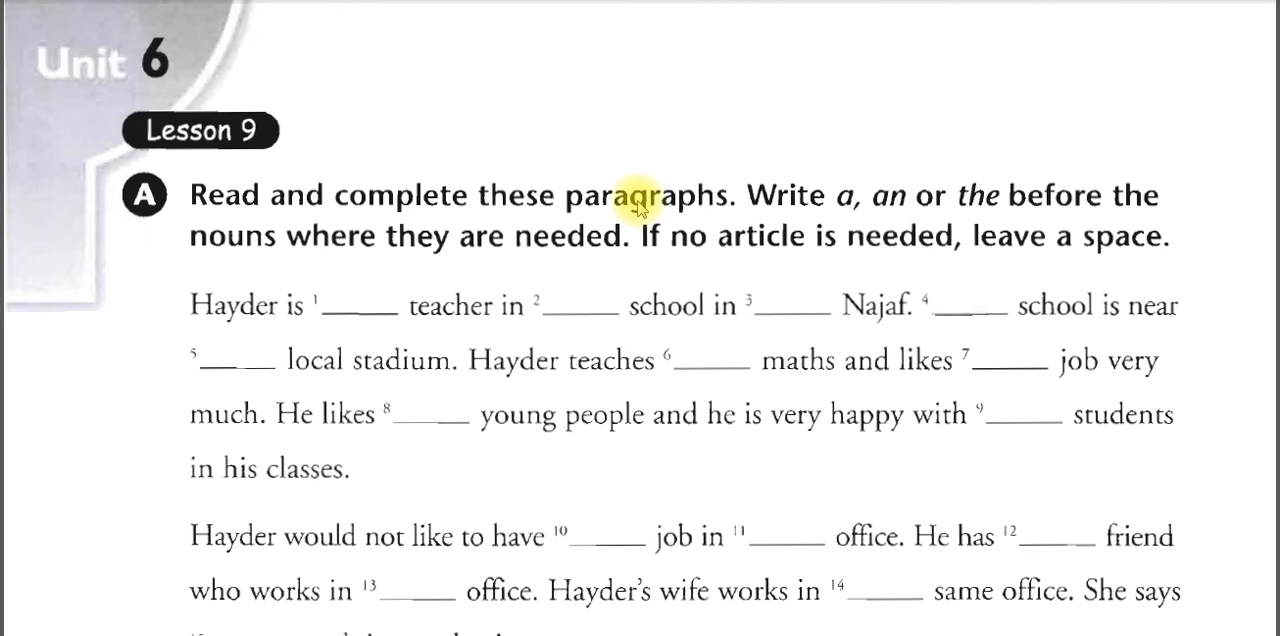 Unit 6
Lesson 9
A Read and complete these paragraphs. Write a, an or the before the
nouns where they are needed. If no article is needed, leave a space.
Hayder is 1_____ teacher in 2_____ school in 3_____ Najaf. 4_____ school is near
5_____ local stadium. Hayder teaches 6_____ maths and likes 7_____ job very
much. He likes 8_____ young people and he is very happy with 9_____ students
in his classes.
Hayder would not like to have 10_____ job in 11_____ office. He has 12_____ friend
who works in 13_____ office. Hayder's wife works in 14_____ same office. She says